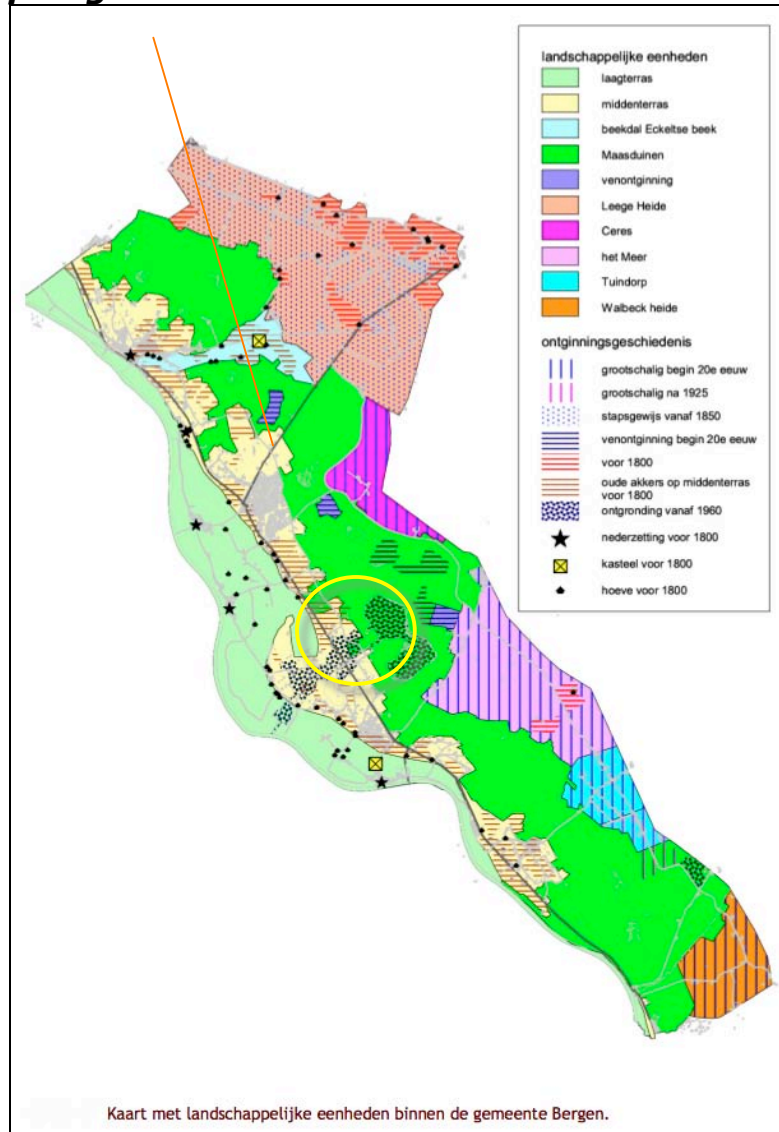 landschappelijke eenheden
laagterras
middenterras
beekdal Eckeltse beek
Maasduinen
venontginning
Leege Heide
Ceres
het Meer
Tuindorp
Walbeck heide
ontginningsgeschiedenis
grootschalig begin 20e eeuw
grootschalig na 1925
stapsgewijs vanaf 1850
venontginning begin 20e eeuw
voor 1800
oude akkers op middenterras
voor 1800
ontgronding vanaf 1960
nederzetting voor 1800
kasteel voor 1800
hoeve voor 1800
Kaart met landschappelijke eenheden binnen de gemeente Bergen.